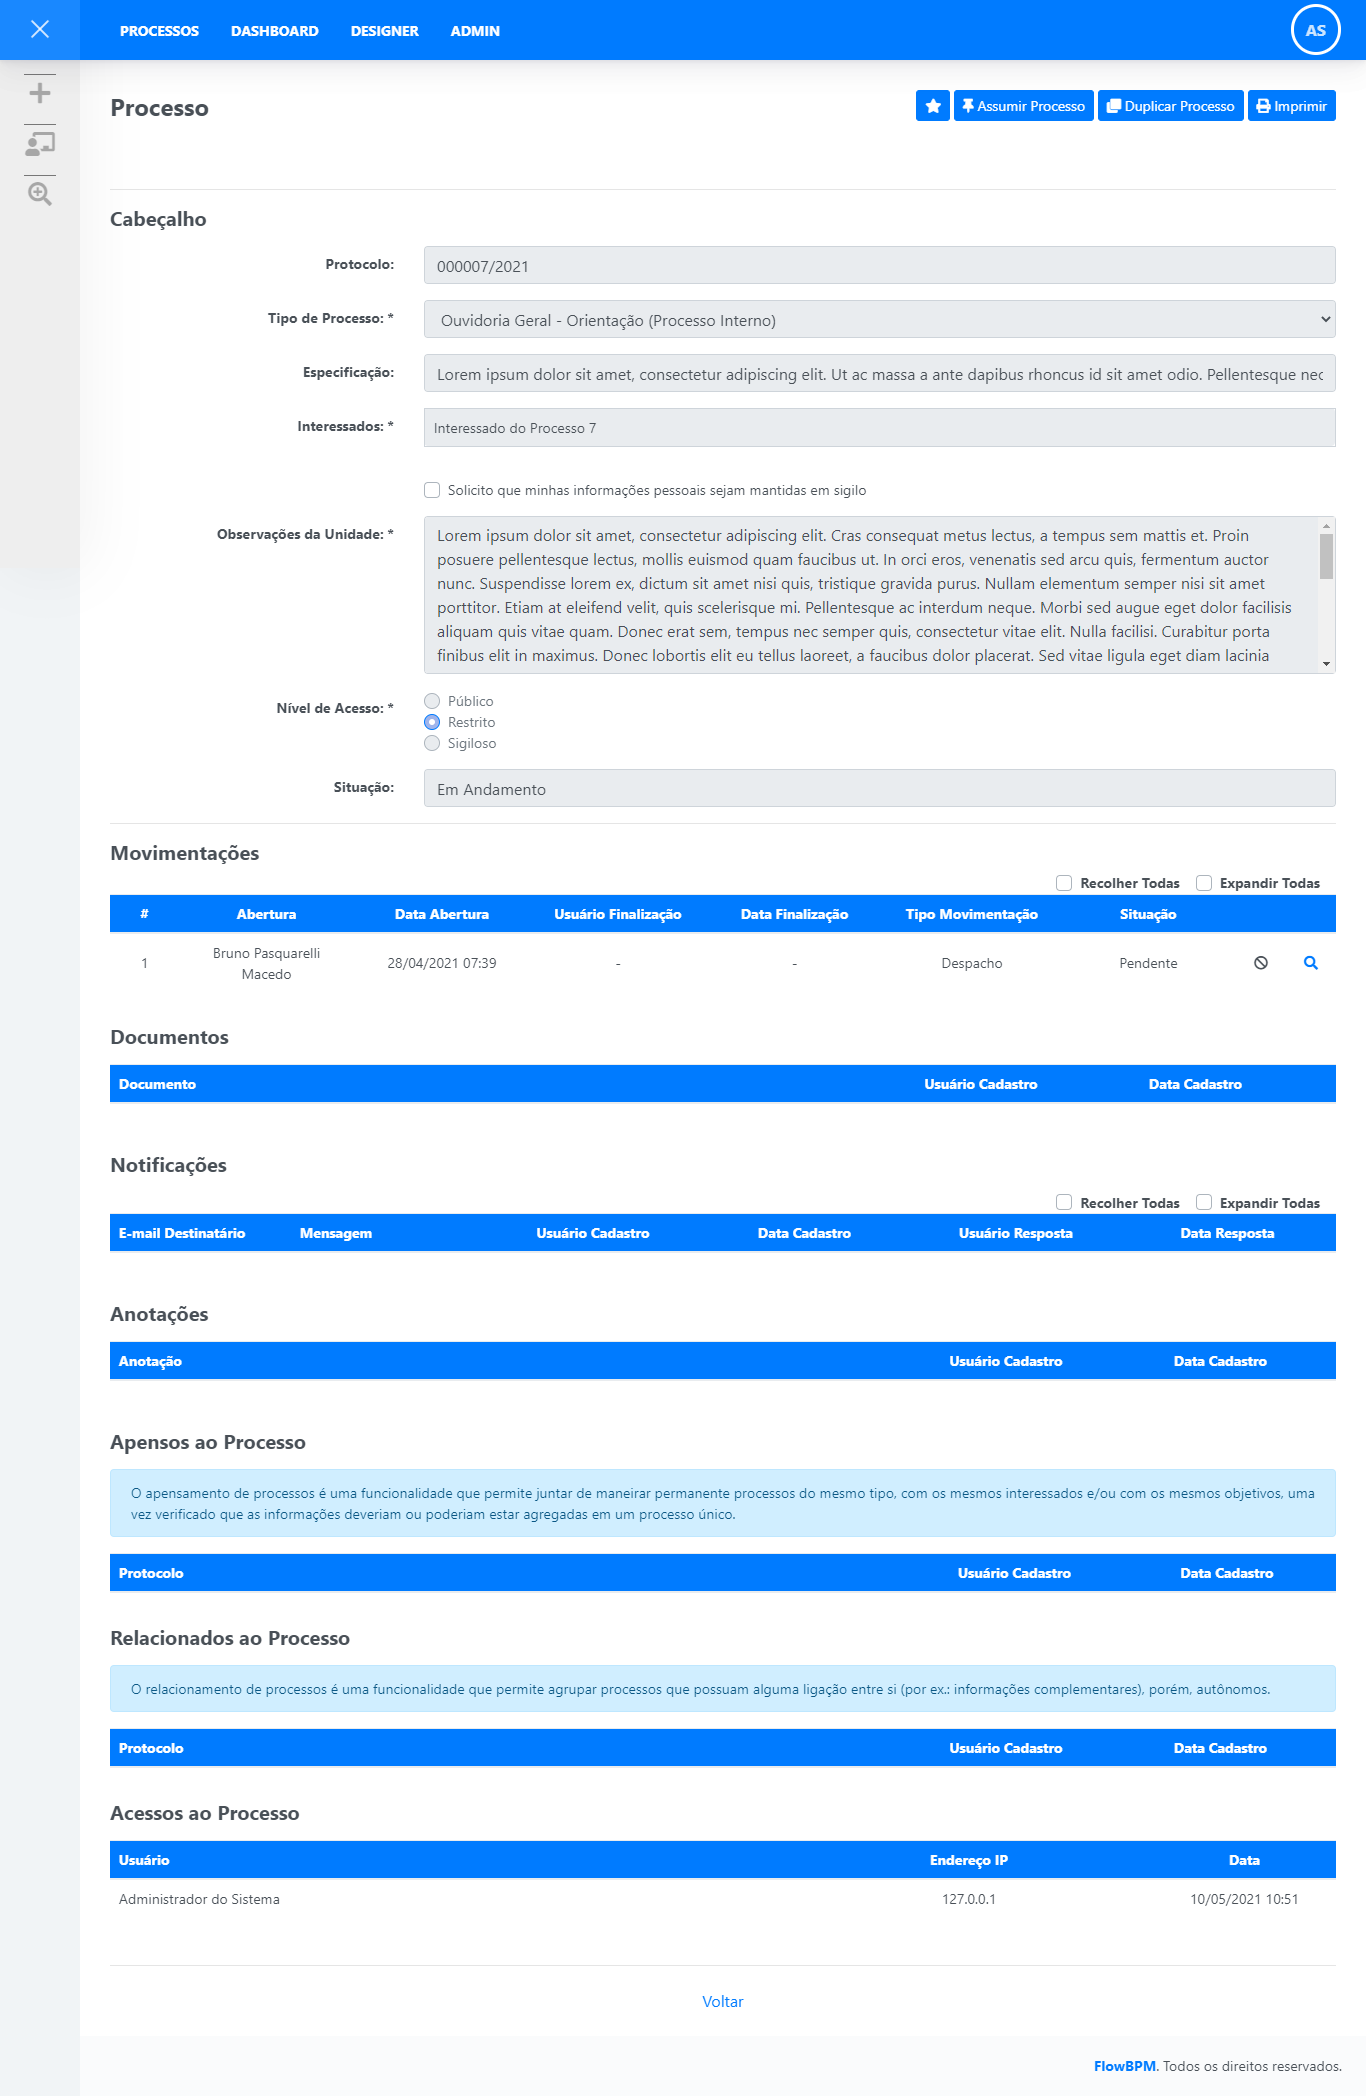 PROCESSOS DASHBOARD DESIGNER ADMIN AS
Processo
Assumir Processo Duplicar Processo Imprimir
Cabeçalho
Protocolo: 000007/2021
Tipo de Processo: * Ouvidoria Geral - Orientação (Processo Interno)
Especificação: Lorem ipsum dolor sit amet, consectetur adipiscing elit. Ut ac massa a ante dapibus rhoncus id sit amet odio. Pellentesque nec
Interessados: * Interessado do Processo 7
Solicito que minhas informações pessoais sejam mantidas em sigilo
Observações da Unidade: * Lorem ipsum dolor sit amet, consectetur adipiscing elit. Cras consequat metus lectus, a tempus sem mattis et. Proin
posuere pellentesque lectus, mollis euismod quam faucibus ut. In orci eros, venenatis sed arcu quis, fermentum auctor
nunc. Suspendisse lorem ex, dictum sit amet nisi quis, tristique gravida purus. Nullam elementum semper nisi sit amet
porttitor. Etiam at eleifend velit, quis scelerisque mi. Pellentesque ac interdum neque. Morbi sed augue eget dolor facilisis
aliquam quis vitae quam. Donec erat sem, tempus nec semper quis, consectetur vitae elit. Nulla facilisi. Curabitur porta
finibus elit in maximus. Donec lobortis elit eu tellus laoreet, a faucibus dolor placerat. Sed vitae ligula eget diam lacinia
Nível de Acesso: * Público
Restrito
Sigiloso
Situação: Em Andamento
Movimentações
Recolher Todas Expandir Todas
# Abertura Data Abertura Usuário Finalização Data Finalização Tipo Movimentação Situação
1 Bruno Pasquarelli Macedo 28/04/2021 07:39 - - Despacho Pendente
Documentos
Documento Usuário Cadastro Data Cadastro
Notificações
Recolher Todas Expandir Todas
E-mail Destinatário Mensagem Usuário Cadastro Data Cadastro Usuário Resposta Data Resposta
Anotações
Anotação Usuário Cadastro Data Cadastro
Apensos ao Processo
O apensamento de processos é uma funcionalidade que permite juntar de maneirar permanente processos do mesmo tipo, com os mesmos interessados e/ou com os mesmos objetivos, uma
vez verificado que as informações deveriam ou poderiam estar agregadas em um processo único.
Protocolo Usuário Cadastro Data Cadastro
Relacionados ao Processo
O relacionamento de processos é uma funcionalidade que permite agrupar processos que possuam alguma ligação entre si (por ex.: informações complementares), porém, autônomos.
Protocolo Usuário Cadastro Data Cadastro
Acessos ao Processo
Usuário Endereço IP Data
Administrador do Sistema 127.0.0.1 10/05/2021 10:51
Voltar
FlowBPM. Todos os direitos reservados.